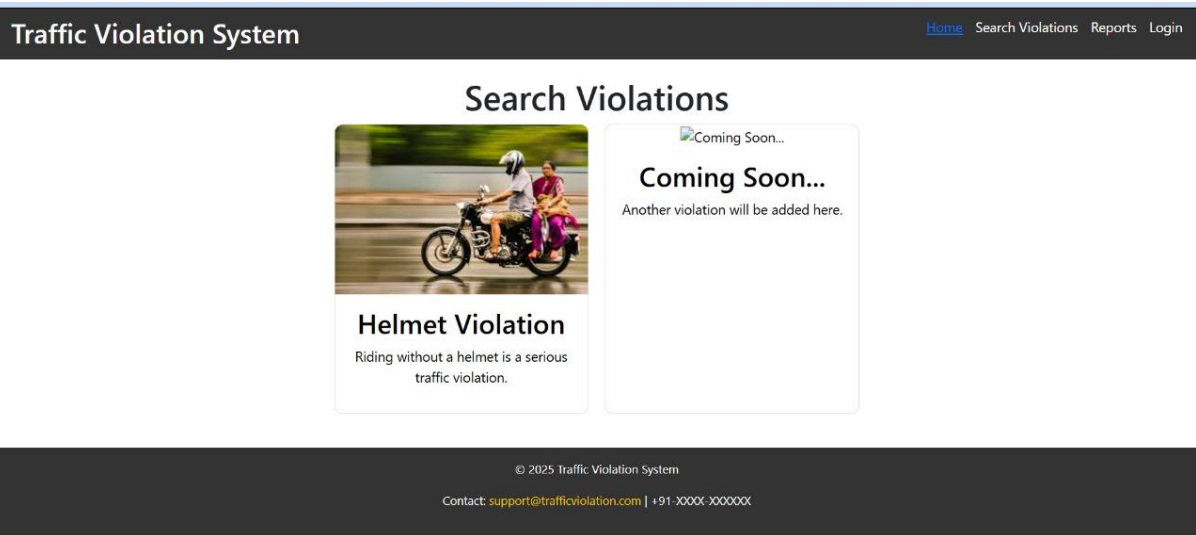 Traffic Violation System
Home Search Violations Reports Login
Search Violations
Helmet Violation
Riding without a helmet is a serious
traffic violation.
Coming Soon...
Coming Soon...
Another violation will be added here.
© 2025 Traffic Violation System
Contact: support@trafficviolation.com | +91-XXXX-XXXXXX